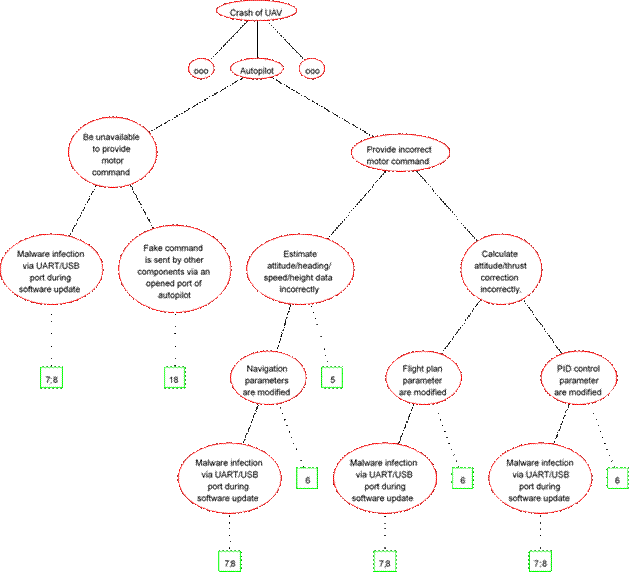 Crash of UAV
ooo
Autopilot
ooo
Be unavailable
to provide
motor
command
Provide incorrect
motor command
Malware infection
via UART/USB
port during
software update
Fake command
is sent by other
components via an
opened port of
autopilot
Estimate
attitude/heading/
speed/height data
incorrectly
Calculate
attitude/thrust
correction
incorrectly.
7;8
18
Navigation
parameters
are modified
5
Flight plan
parameter
are modified
PID control
parameter
are modified
Malware infection
via UART/USB
port during
software update
6
Malware infection
via UART/USB
port during
software update
6
Malware infection
via UART/USB
port during
software update
6
7;8
7;8
7;8